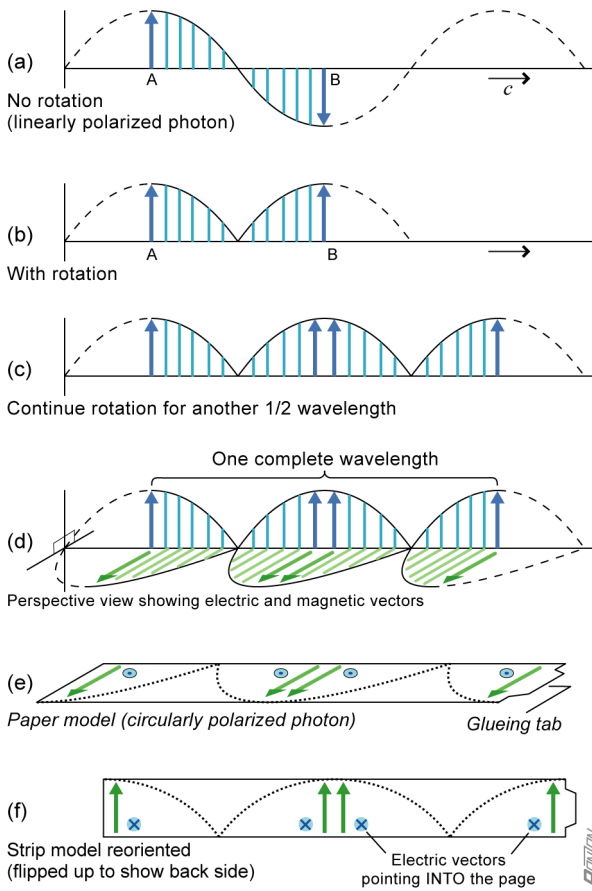 (a)
A
B
c
No rotation
(linearly polarized photon)
(b)
A
B
With rotation
(c)
Continue rotation for another 1/2 wavelength
One complete wavelength
(d)
Perspective view showing electric and magnetic vectors
(e)
Paper model (circularly polarized photon)
Glueing tab
(f)
Strip model reoriented
(flipped up to show back side)
Electric vectors
pointing INTO the page